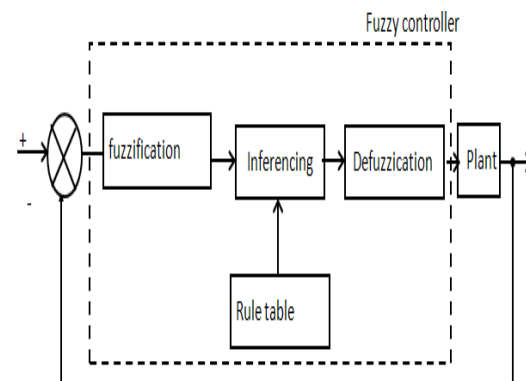 Fuzzy controller
+
fuzzification
Inferencing
Defuzzication
Plant
-
Rule table